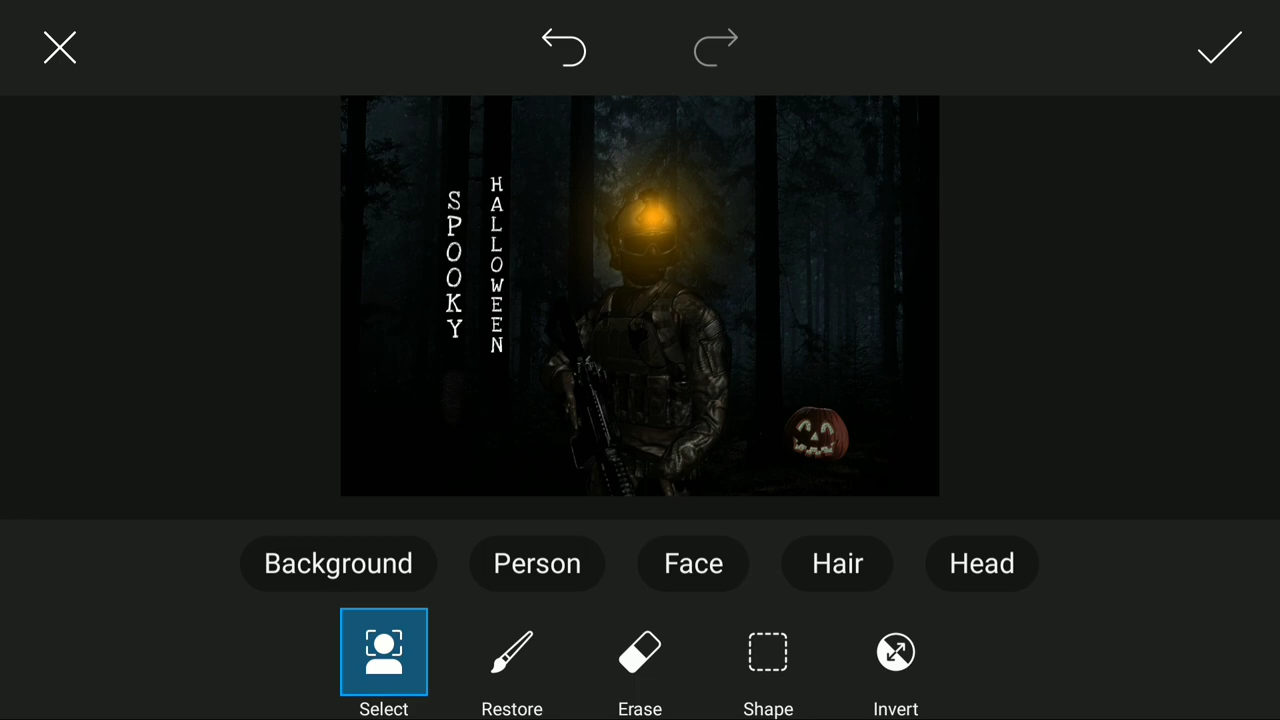 SPOOKY
HALLOWEEN
Background Person Face Hair Head
Select Restore Erase Shape Invert